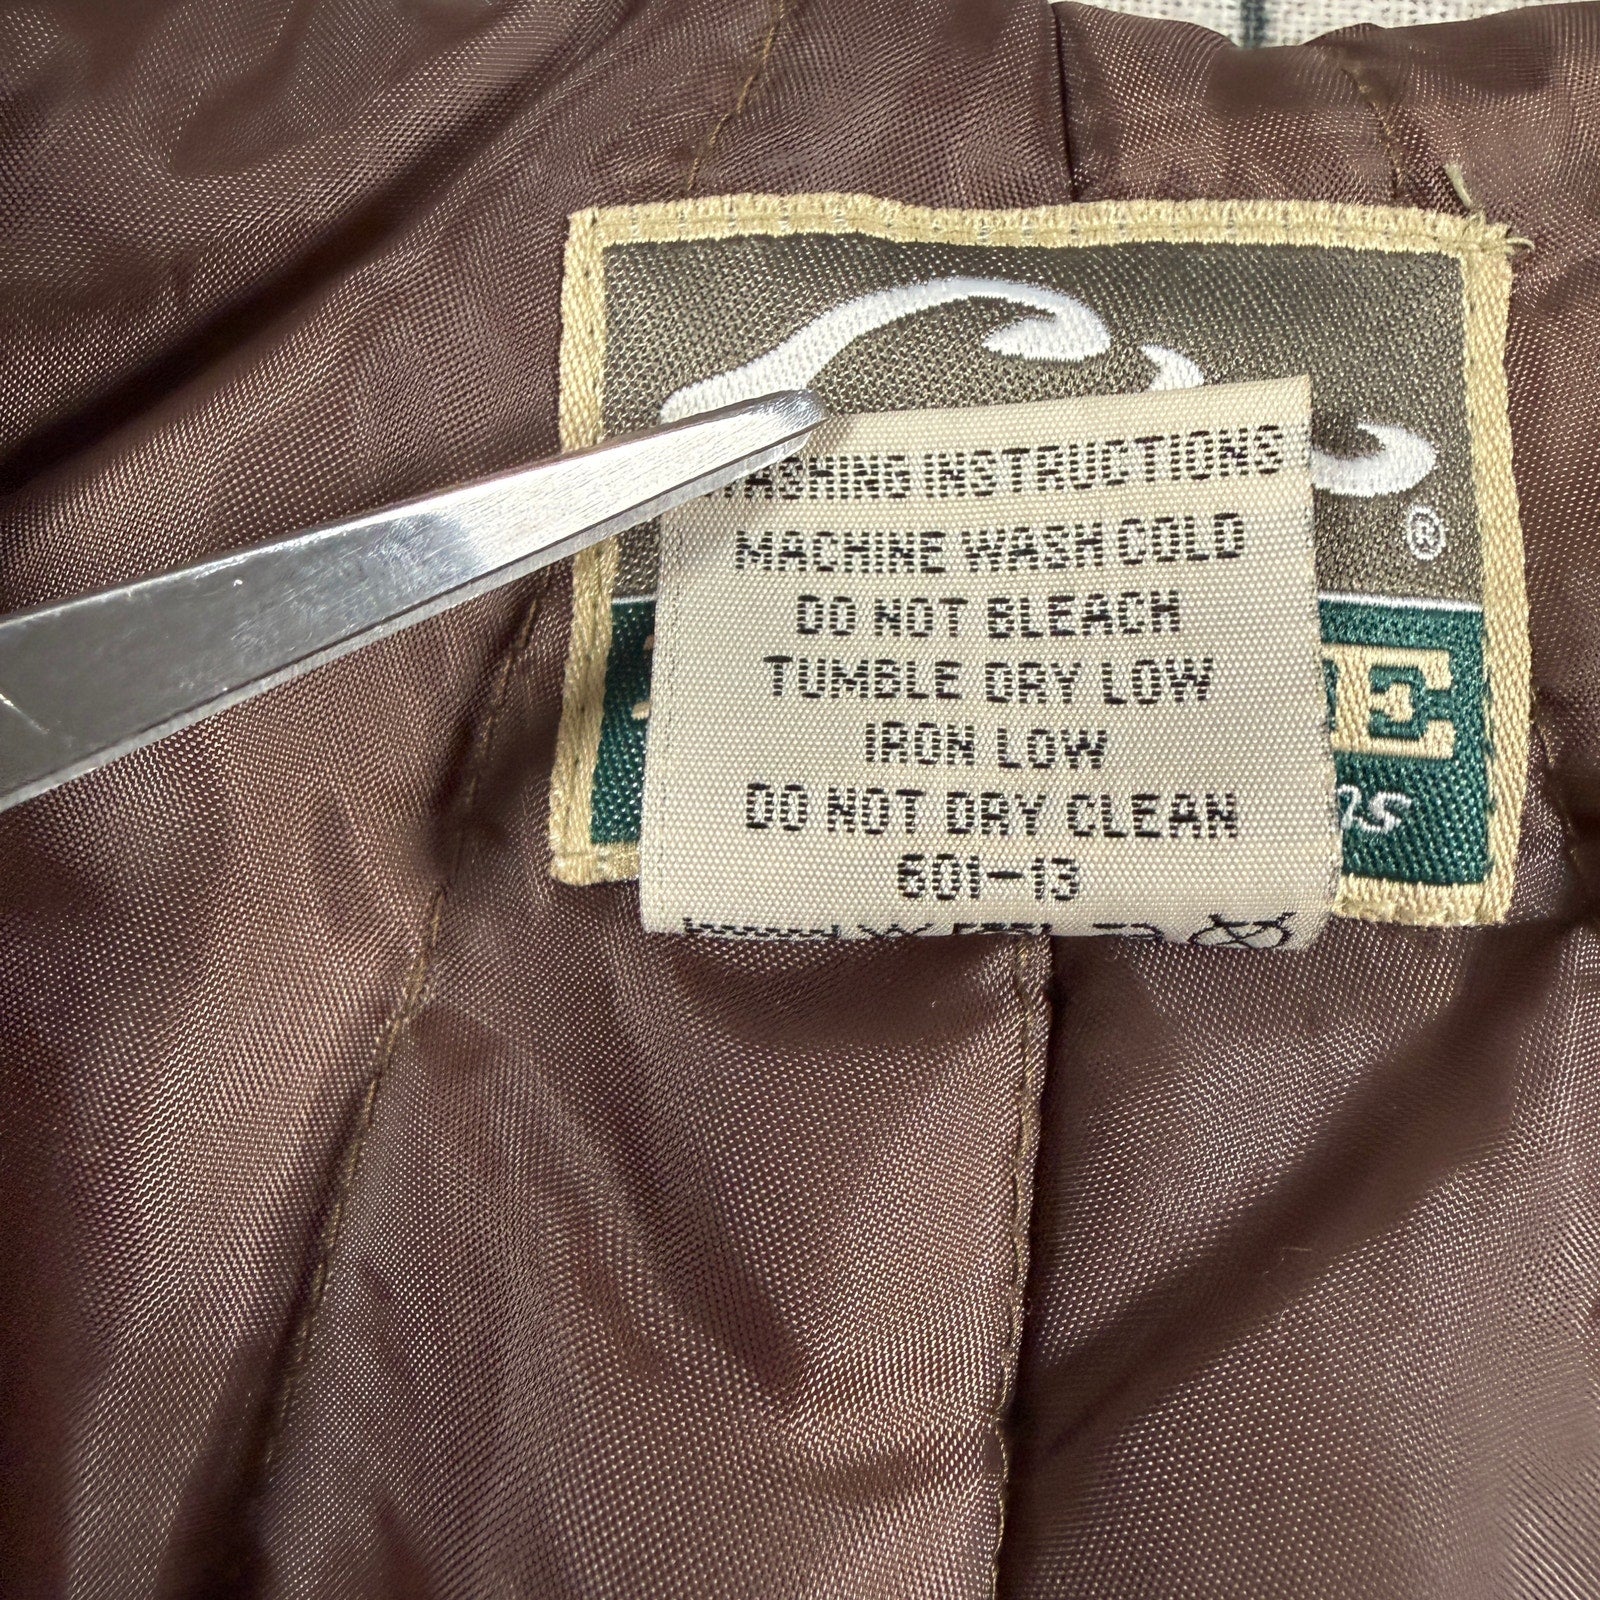 WASHING INSTRUCTIONS
MACHINE WASH COLD
DO NOT BLEACH
TUMBLE DRY LOW
IRON LOW
DO NOT DRY CLEAN
601-13
®